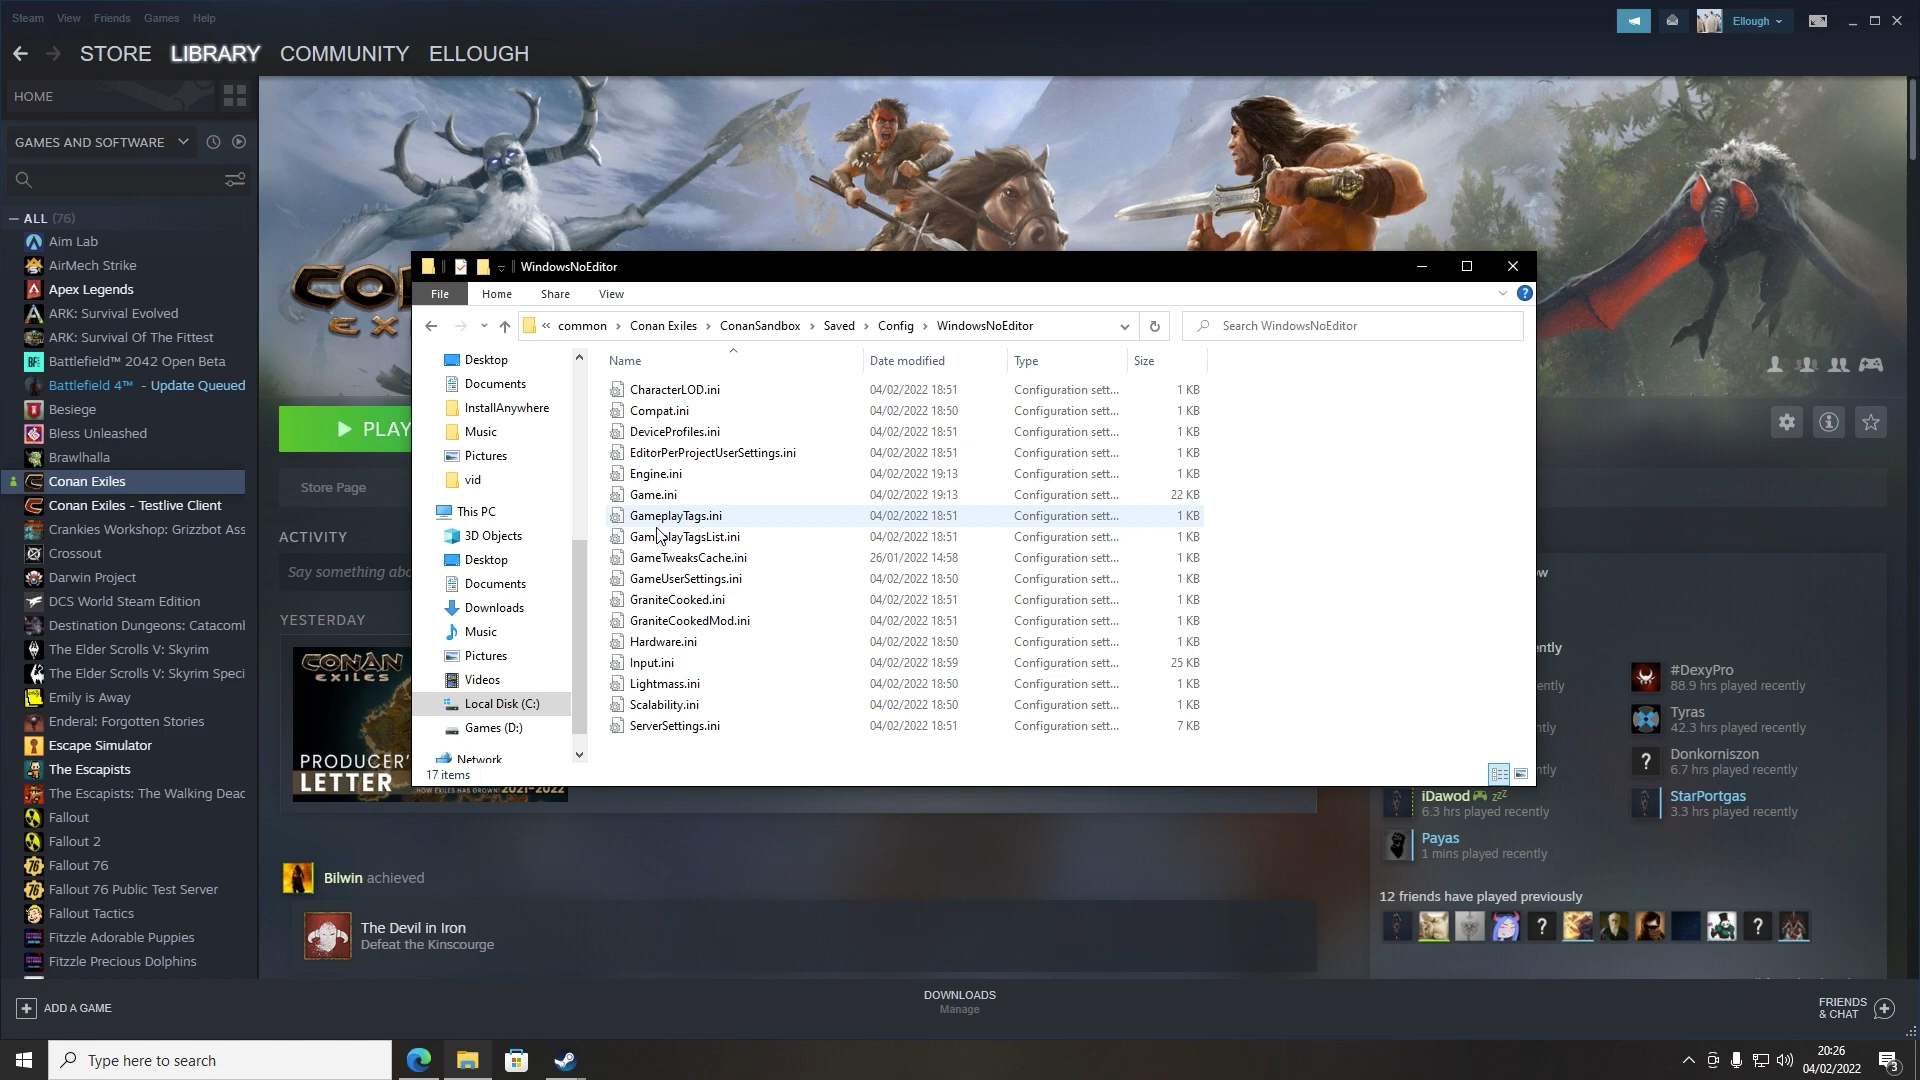 Steam View Friends Games Help
Ellough
STORE LIBRARY COMMUNITY ELLOUGH
HOME
GAMES AND SOFTWARE
ALL (76)
Aim Lab
AirMech Strike
Apex Legends
ARK: Survival Evolved
ARK: Survival Of The Fittest
Battlefield™ 2042 Open Beta
Battlefield 4™ - Update Queued
Besiege
Bless Unleashed
Brawlhalla
Conan Exiles
Conan Exiles - Testlive Client
Crankies Workshop: Grizzbot Ass
Crossout
Darwin Project
DCS World Steam Edition
Destination Dungeons: Catacomb
The Elder Scrolls V: Skyrim
The Elder Scrolls V: Skyrim Speci
Emily is Away
Enderal: Forgotten Stories
Escape Simulator
The Escapists
The Escapists: The Walking Dead
Fallout
Fallout 2
Fallout 76
Fallout 76 Public Test Server
Fallout Tactics
Fitzzle Adorable Puppies
Fitzzle Precious Dolphins
ADD A GAME
CO
EX
PLAY
Store Page
ACTIVITY
Say something abo
YESTERDAY
CONAN
EXILES
PRODUCER'
LETTER
HOW EXILES HAS GROWN! 2021-2022
Bilwin achieved
The Devil in Iron
Defeat the Kinscourge
WindowsNoEditor
File Home Share View
« common › Conan Exiles › ConanSandbox › Saved › Config › WindowsNoEditor
Search WindowsNoEditor
Desktop
Documents
InstallAnywhere
Music
Pictures
vid
This PC
3D Objects
Desktop
Documents
Downloads
Music
Pictures
Videos
Local Disk (C:)
Games (D:)
Network
17 items
Name Date modified Type Size
CharacterLOD.ini 04/02/2022 18:51 Configuration sett... 1 KB
Compat.ini 04/02/2022 18:50 Configuration sett... 1 KB
DeviceProfiles.ini 04/02/2022 18:51 Configuration sett... 1 KB
EditorPerProjectUserSettings.ini 04/02/2022 18:51 Configuration sett... 1 KB
Engine.ini 04/02/2022 19:13 Configuration sett... 1 KB
Game.ini 04/02/2022 19:13 Configuration sett... 22 KB
GameplayTags.ini 04/02/2022 18:51 Configuration sett... 1 KB
GameplayTagsList.ini 04/02/2022 18:51 Configuration sett... 1 KB
GameTweaksCache.ini 26/01/2022 14:58 Configuration sett... 1 KB
GameUserSettings.ini 04/02/2022 18:50 Configuration sett... 1 KB
GraniteCooked.ini 04/02/2022 18:51 Configuration sett... 1 KB
GraniteCookedMod.ini 04/02/2022 18:51 Configuration sett... 1 KB
Hardware.ini 04/02/2022 18:50 Configuration sett... 1 KB
Input.ini 04/02/2022 18:59 Configuration sett... 25 KB
Lightmass.ini 04/02/2022 18:50 Configuration sett... 1 KB
Scalability.ini 04/02/2022 18:50 Configuration sett... 1 KB
ServerSettings.ini 04/02/2022 18:51 Configuration sett... 7 KB
ow
ently
ently
ntly
ntly
#DexyPro
88.9 hrs played recently
Tyras
42.3 hrs played recently
Donkorniszon
6.7 hrs played recently
iDawod zzZ
6.3 hrs played recently
StarPortgas
3.3 hrs played recently
Payas
1 mins played recently
12 friends have played previously
DOWNLOADS
Manage
FRIENDS
& CHAT
Type here to search
20:26
04/02/2022
3